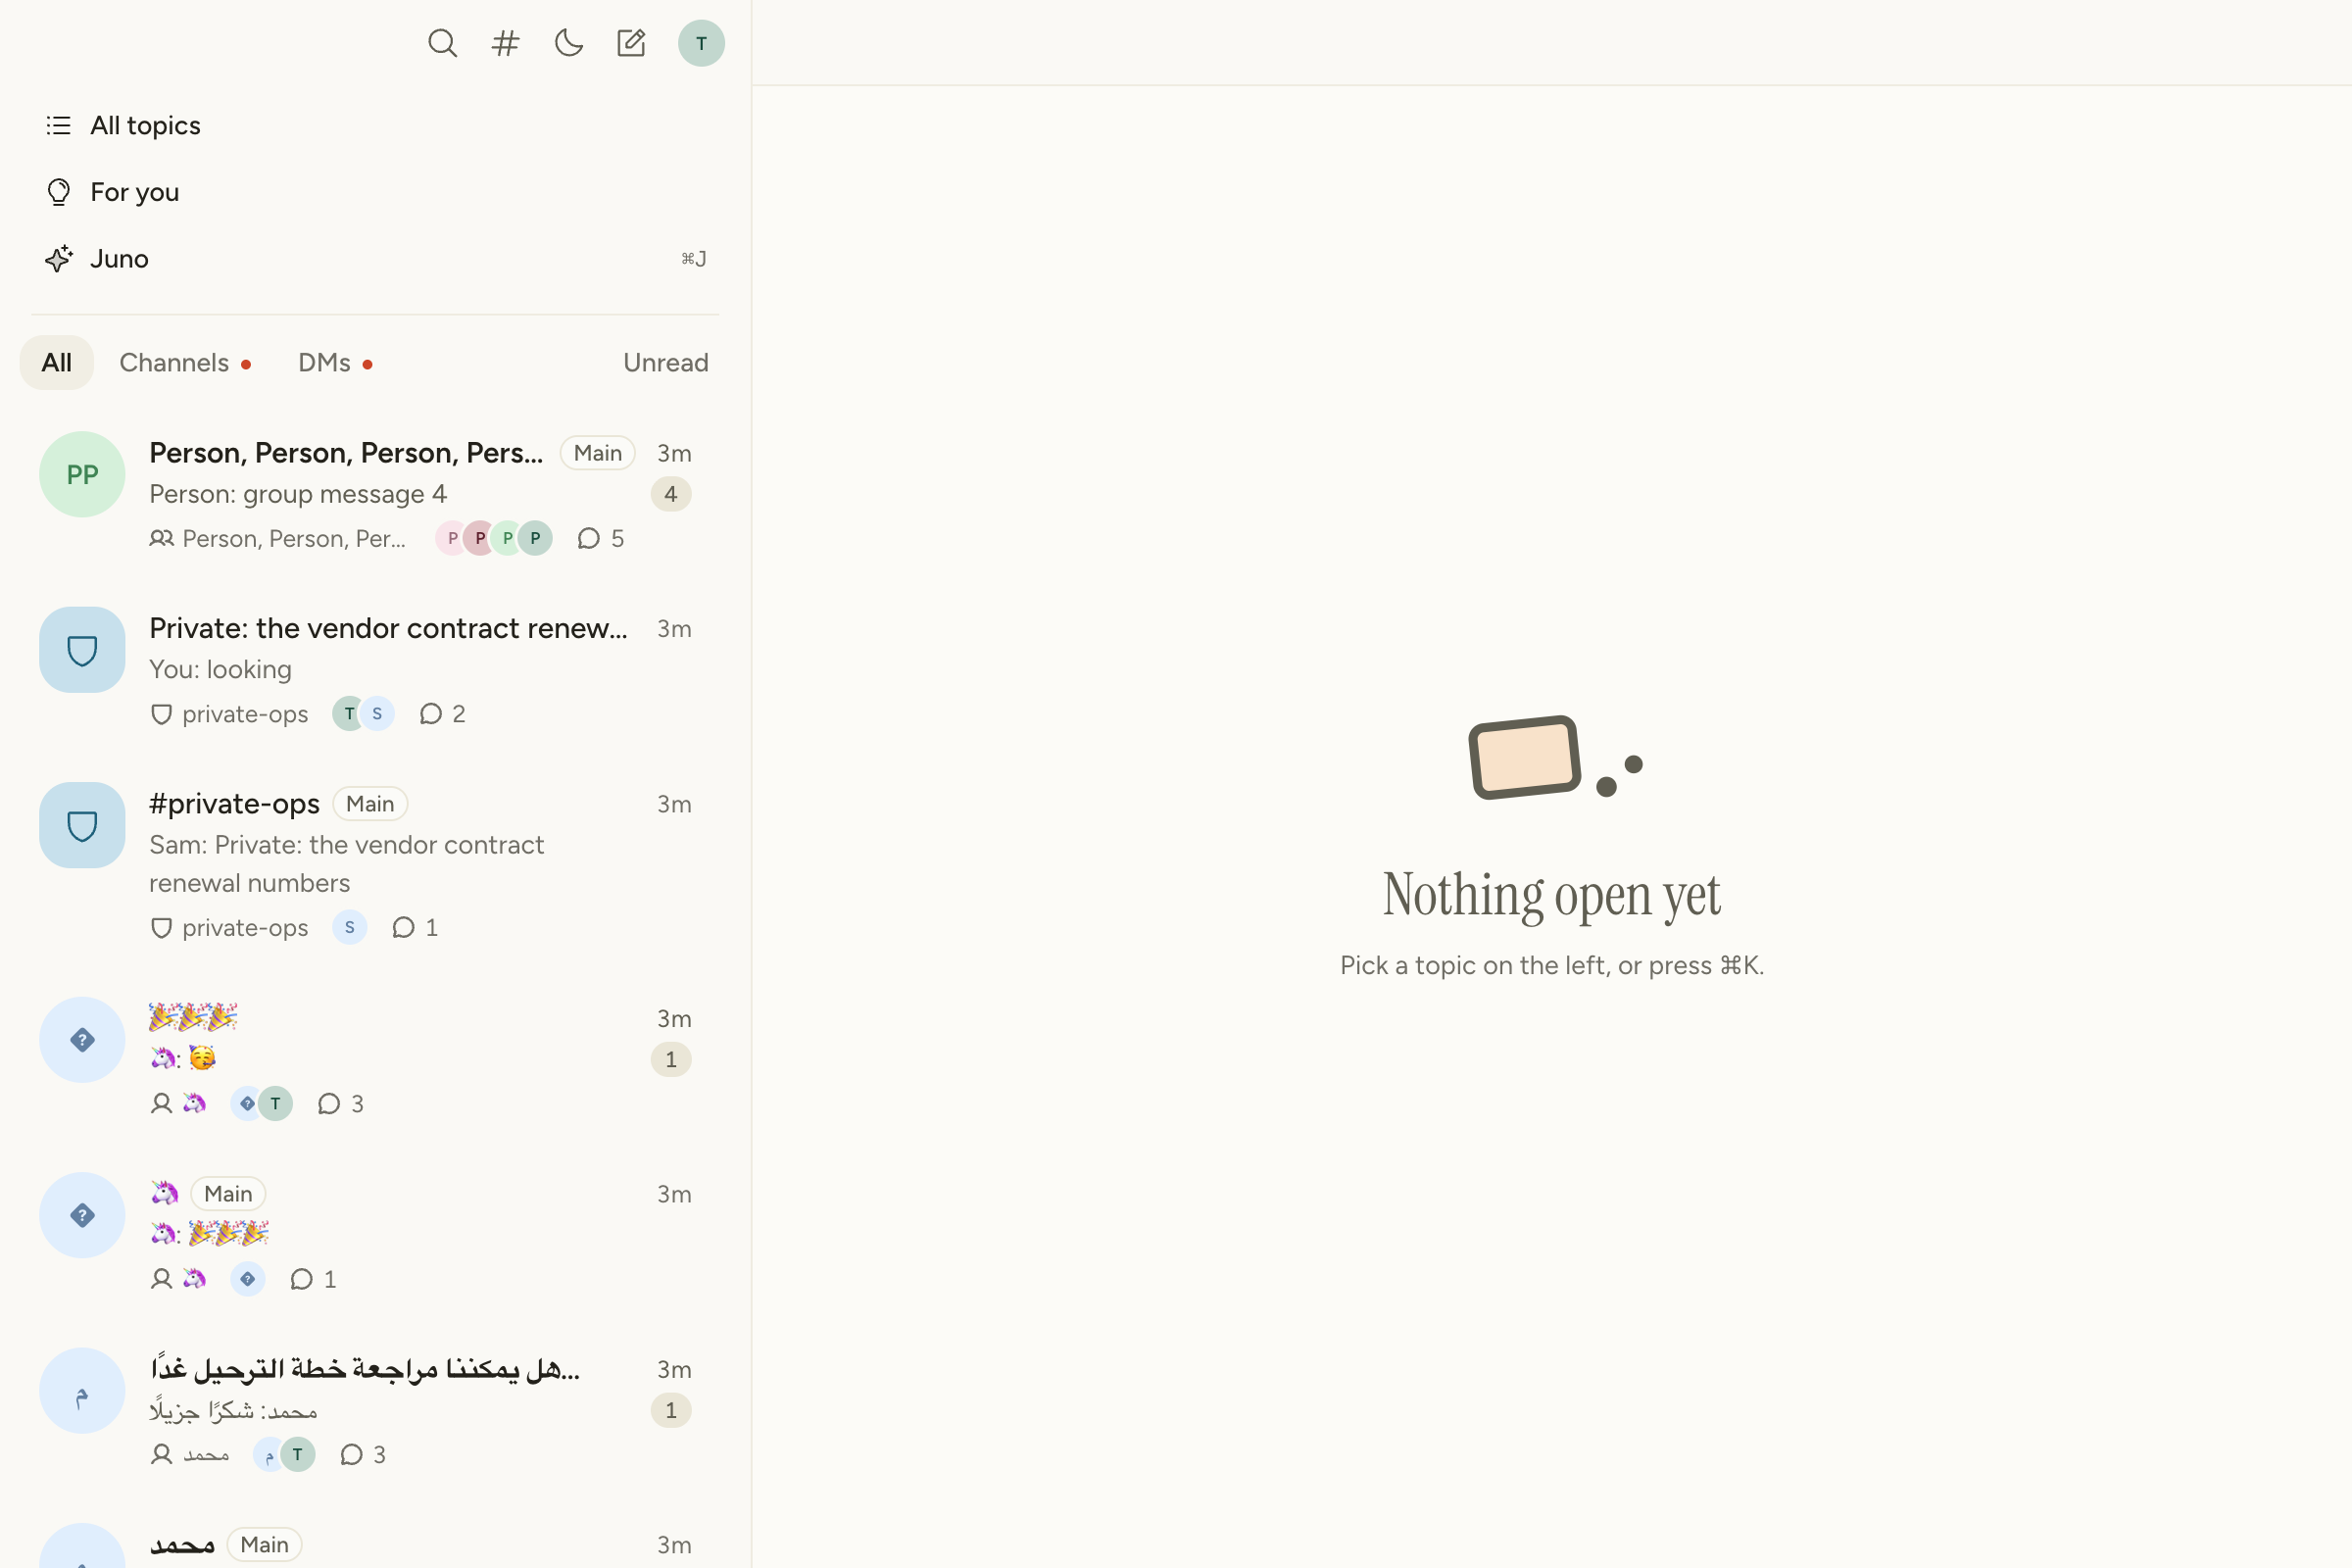 T
All topics
For you
Juno ⌘J
All Channels DMs Unread
PP
Person, Person, Person, Pers... Main 3m
Person: group message 4 4
Person, Person, Per... P P P P 5
Private: the vendor contract renew... 3m
You: looking
private-ops T S 2
#private-ops Main 3m
Sam: Private: the vendor contract
renewal numbers
private-ops S 1
🎉🎉🎉 3m
🦄: 🥳 1
🦄 ? T 3
🦄 Main 3m
🦄: 🎉🎉🎉
🦄 ? 1
م
هل يمكننا مراجعة خطة الترحيل غدًا... 3m
محمد: شكرًا جزيلًا 1
محمد م T 3
محمد Main 3m
Nothing open yet
Pick a topic on the left, or press ⌘K.